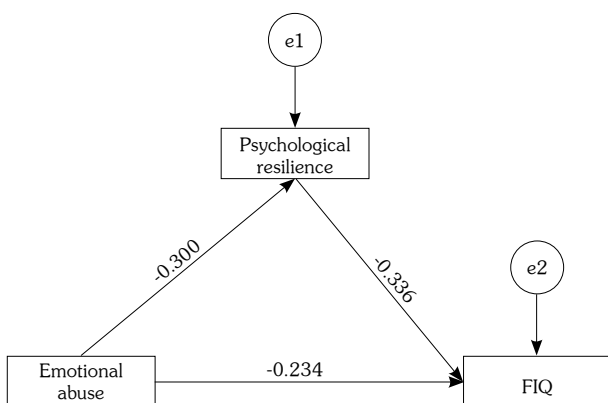 e1
Psychological
resilience
-0.300
-0.336
e2
Emotional
abuse
-0.234
FIQ